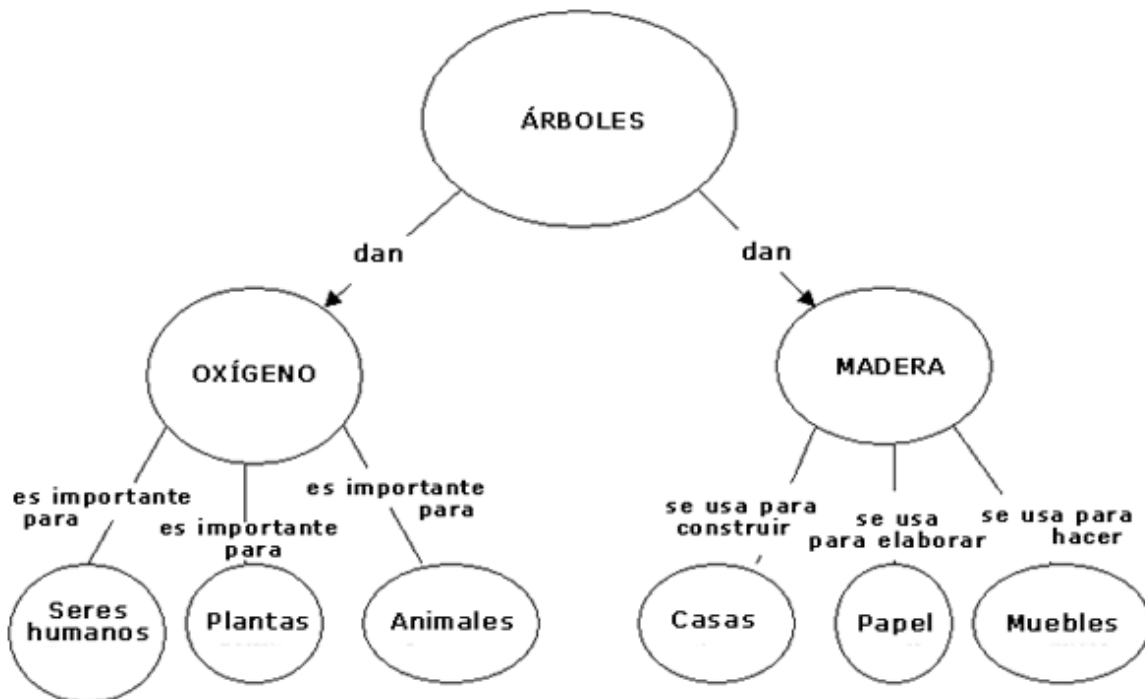 ÁRBOLES
dan
dan
OXÍGENO
MADERA
es importante
para
es importante
para
es importante
para
se usa para
construir
se usa
para elaborar
se usa para
hacer
Seres
humanos
Plantas
Animales
Casas
Papel
Muebles